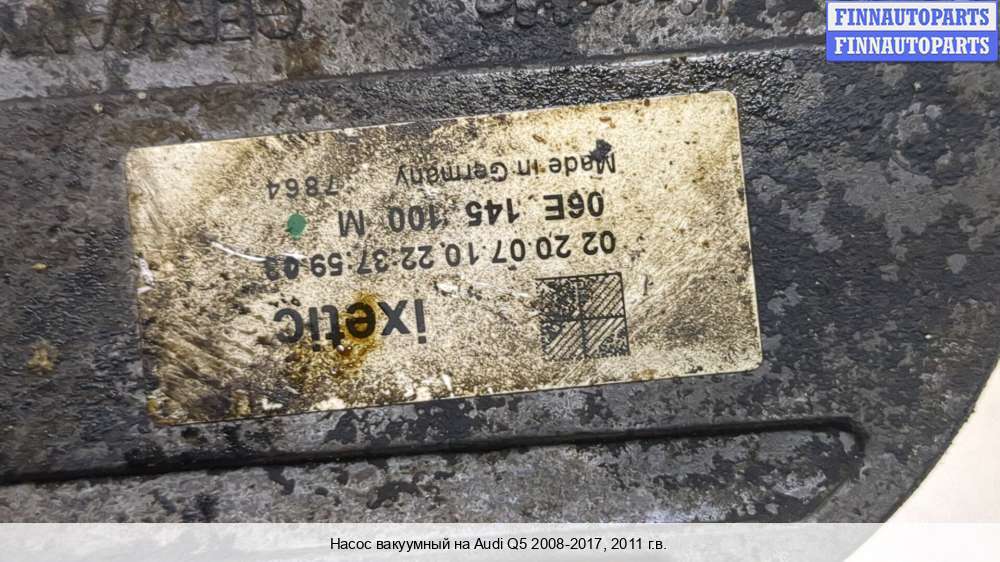 FINNAUTOPARTS
FINNAUTOPARTS
ixetic
02 20.07.10 22:37:59 03
06E 145 100 M
Made in Germany 7864
Насос вакуумный на Audi Q5 2008-2017, 2011 г.в.